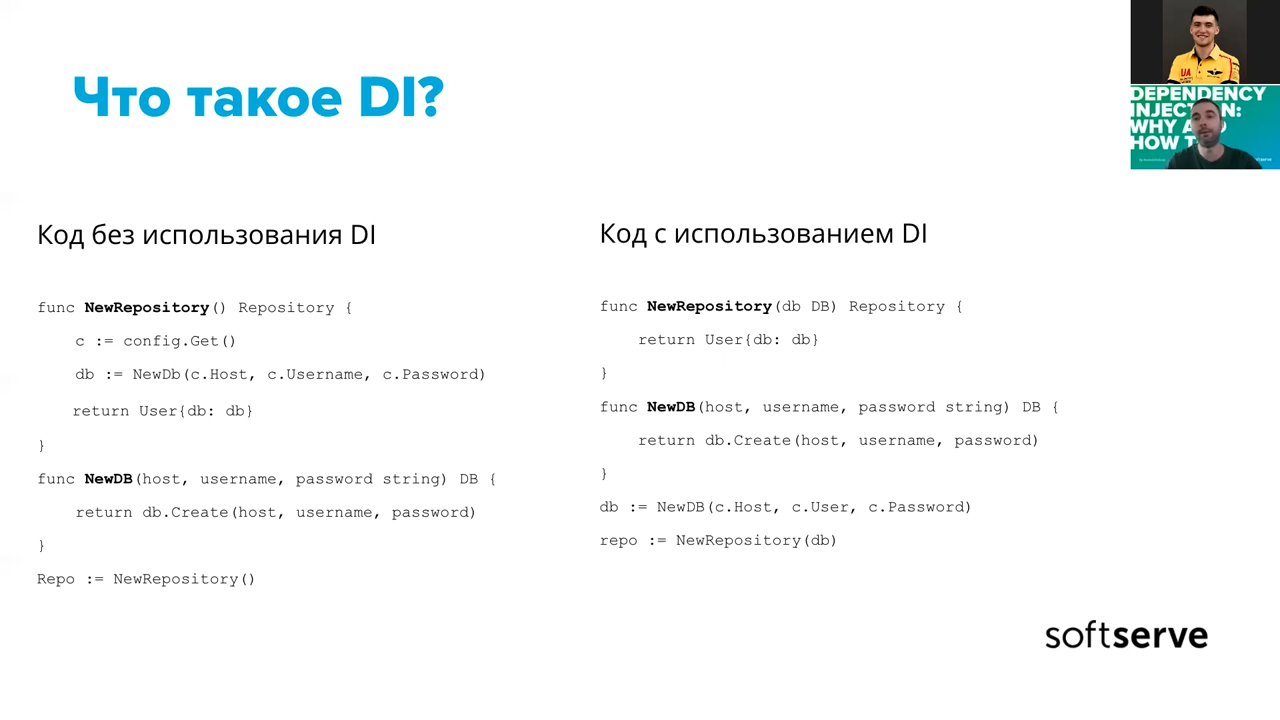 Что такое DI?
Код без использования DI
func NewRepository() Repository {
c := config.Get()
db := NewDb(c.Host, c.Username, c.Password)
return User{db: db}
}
func NewDB(host, username, password string) DB {
return db.Create(host, username, password)
}
Repo := NewRepository()
Код с использованием DI
func NewRepository(db DB) Repository {
return User{db: db}
}
func NewDB(host, username, password string) DB {
return db.Create(host, username, password)
}
db := NewDB(c.Host, c.User, c.Password)
repo := NewRepository(db)
softserve
UA
DEPENDENCY
WHY
HOW